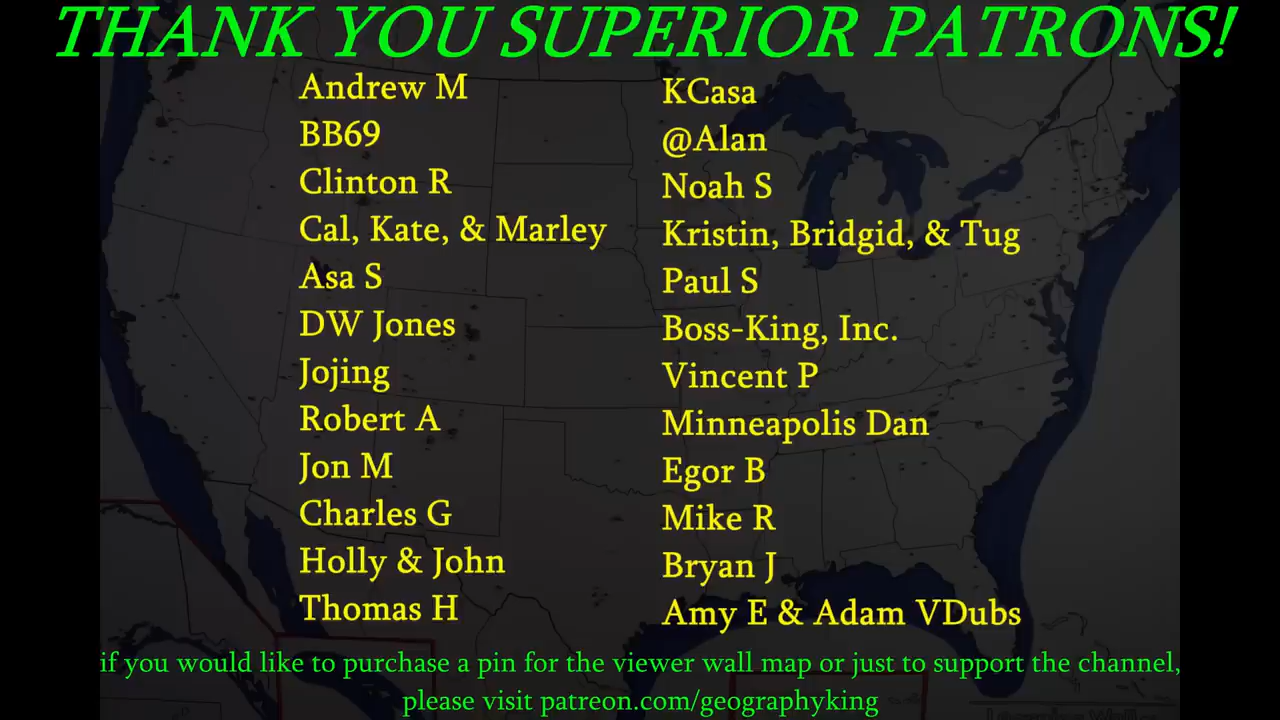 THANK YOU SUPERIOR PATRONS!
Andrew M
BB69
Clinton R
Cal, Kate, & Marley
Asa S
DW Jones
Jojing
Robert A
Jon M
Charles G
Holly & John
Thomas H
KCasa
@Alan
Noah S
Kristin, Bridgid, & Tug
Paul S
Boss-King, Inc.
Vincent P
Minneapolis Dan
Egor B
Mike R
Bryan J
Amy E & Adam VDubs
if you would like to purchase a pin for the viewer wall map or just to support the channel,
please visit patreon.com/geographyking